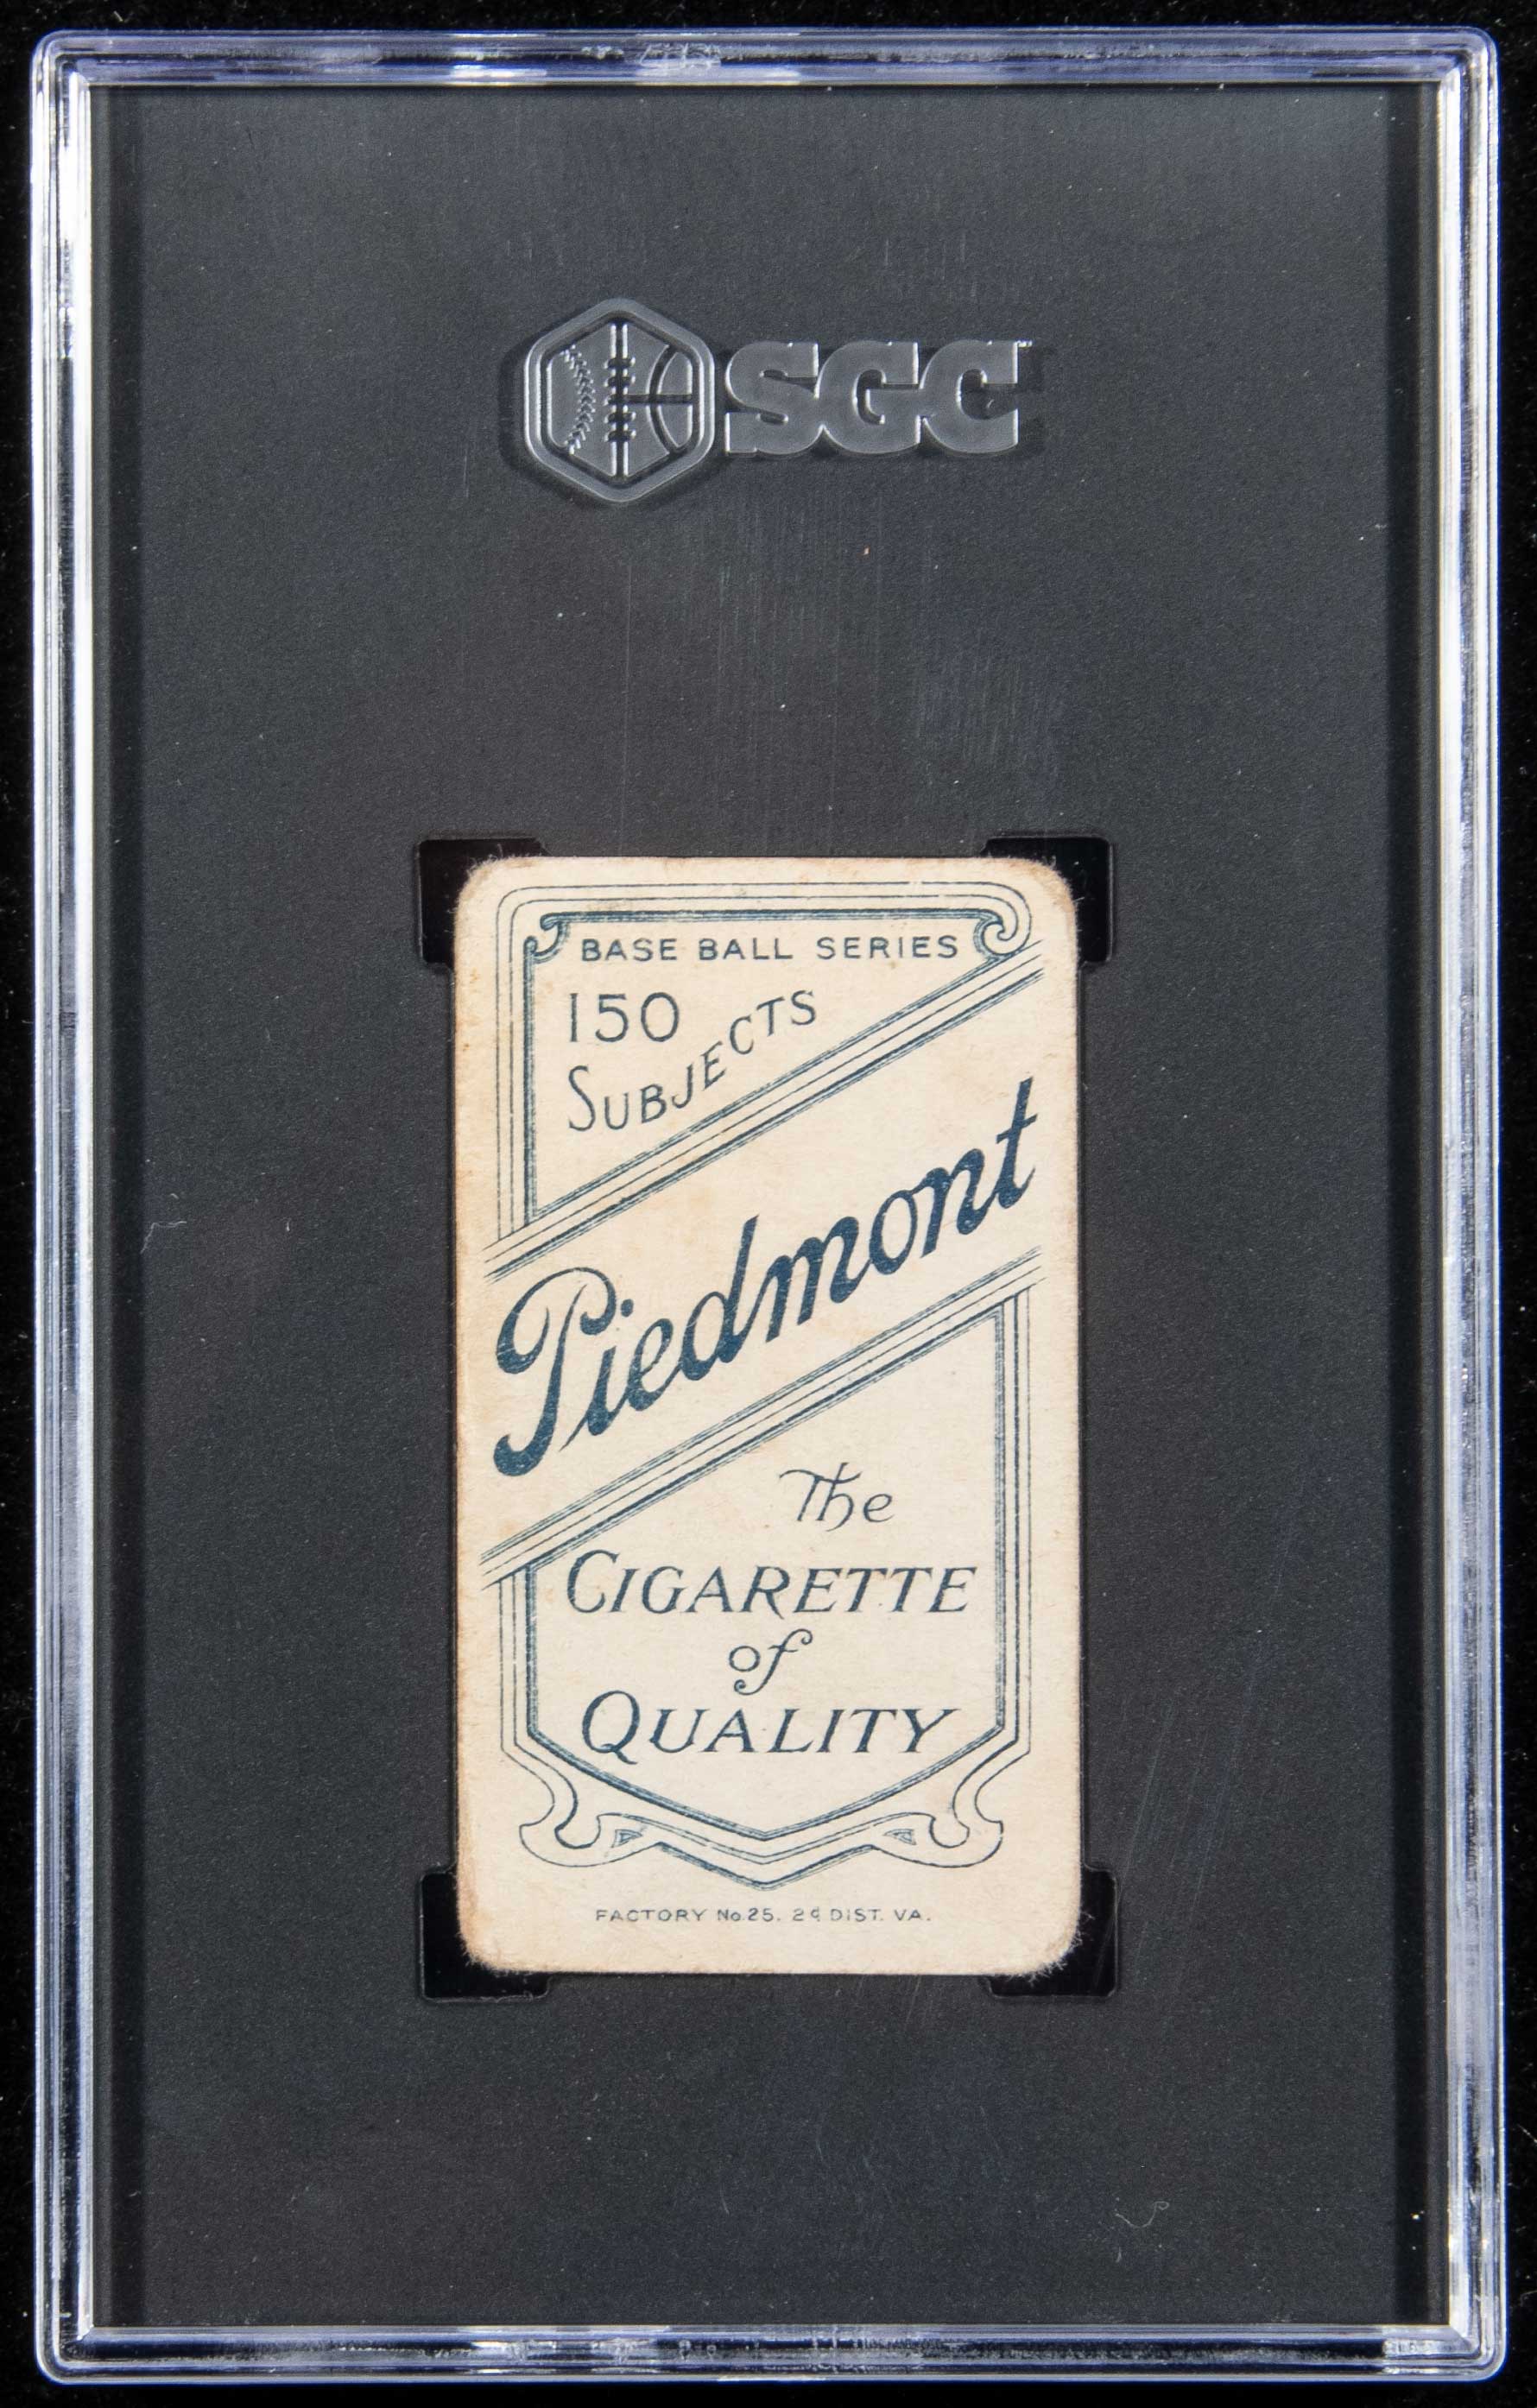 SGC
BASE BALL SERIES
150
SUBJECTS
Piedmont
The
CIGARETTE
of
QUALITY
FACTORY No. 25. 2d DIST. VA.